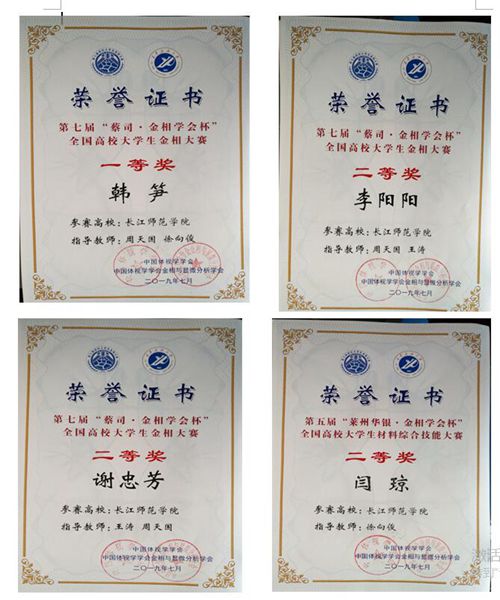 荣誉证书
第七届“蔡司·金相学会杯”
全国高校大学生金相大赛
一等奖
韩笋
参赛高校：长江师范学院
指导教师：周天国 徐向俊
中国体视学学会
中国体视学学会金相与显微分析学会
二〇一九年七月
荣誉证书
第七届“蔡司·金相学会杯”
全国高校大学生金相大赛
二等奖
李阳阳
参赛高校：长江师范学院
指导教师：周天国 王涛
中国体视学学会
中国体视学学会金相与显微分析学会
二〇一九年七月
荣誉证书
第七届“蔡司·金相学会杯”
全国高校大学生金相大赛
二等奖
谢忠芳
参赛高校：长江师范学院
指导教师：王涛 周天国
中国体视学学会
中国体视学学会金相与显微分析学会
二〇一九年七月
荣誉证书
第五届“莱州华银·金相学会杯”
全国高校大学生材料综合技能大赛
二等奖
闫琼
参赛高校：长江师范学院
指导教师：徐向俊
中国体视学学会
中国体视学学会金相与显微分析学会
二〇一九年七月
激活